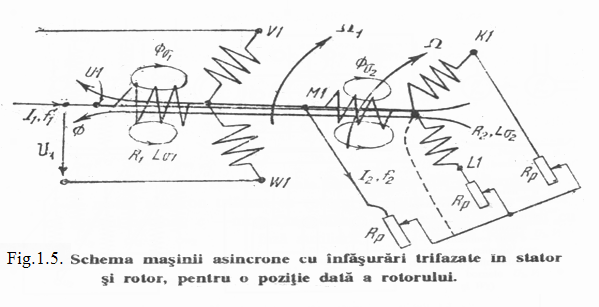 V1
K1
Φσ1
Ω1
Φσ2
Ω
U1
M1
I1, f1
Φ
R1 Lσ1
R2, Lσ2
U1
I2, f2
L1
W1
Rp
Rp
Rp
Fig.1.5. Schema maşinii asincrone cu înfăşurări trifazate în stator
şi rotor, pentru o poziţie dată a rotorului.